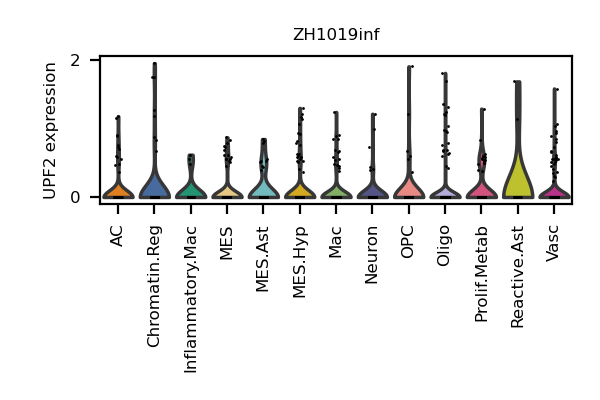 ZH1019inf
UPF2 expression
2
0
AC
Chromatin.Reg
Inflammatory.Mac
MES
MES.Ast
MES.Hyp
Mac
Neuron
OPC
Oligo
Prolif.Metab
Reactive.Ast
Vasc